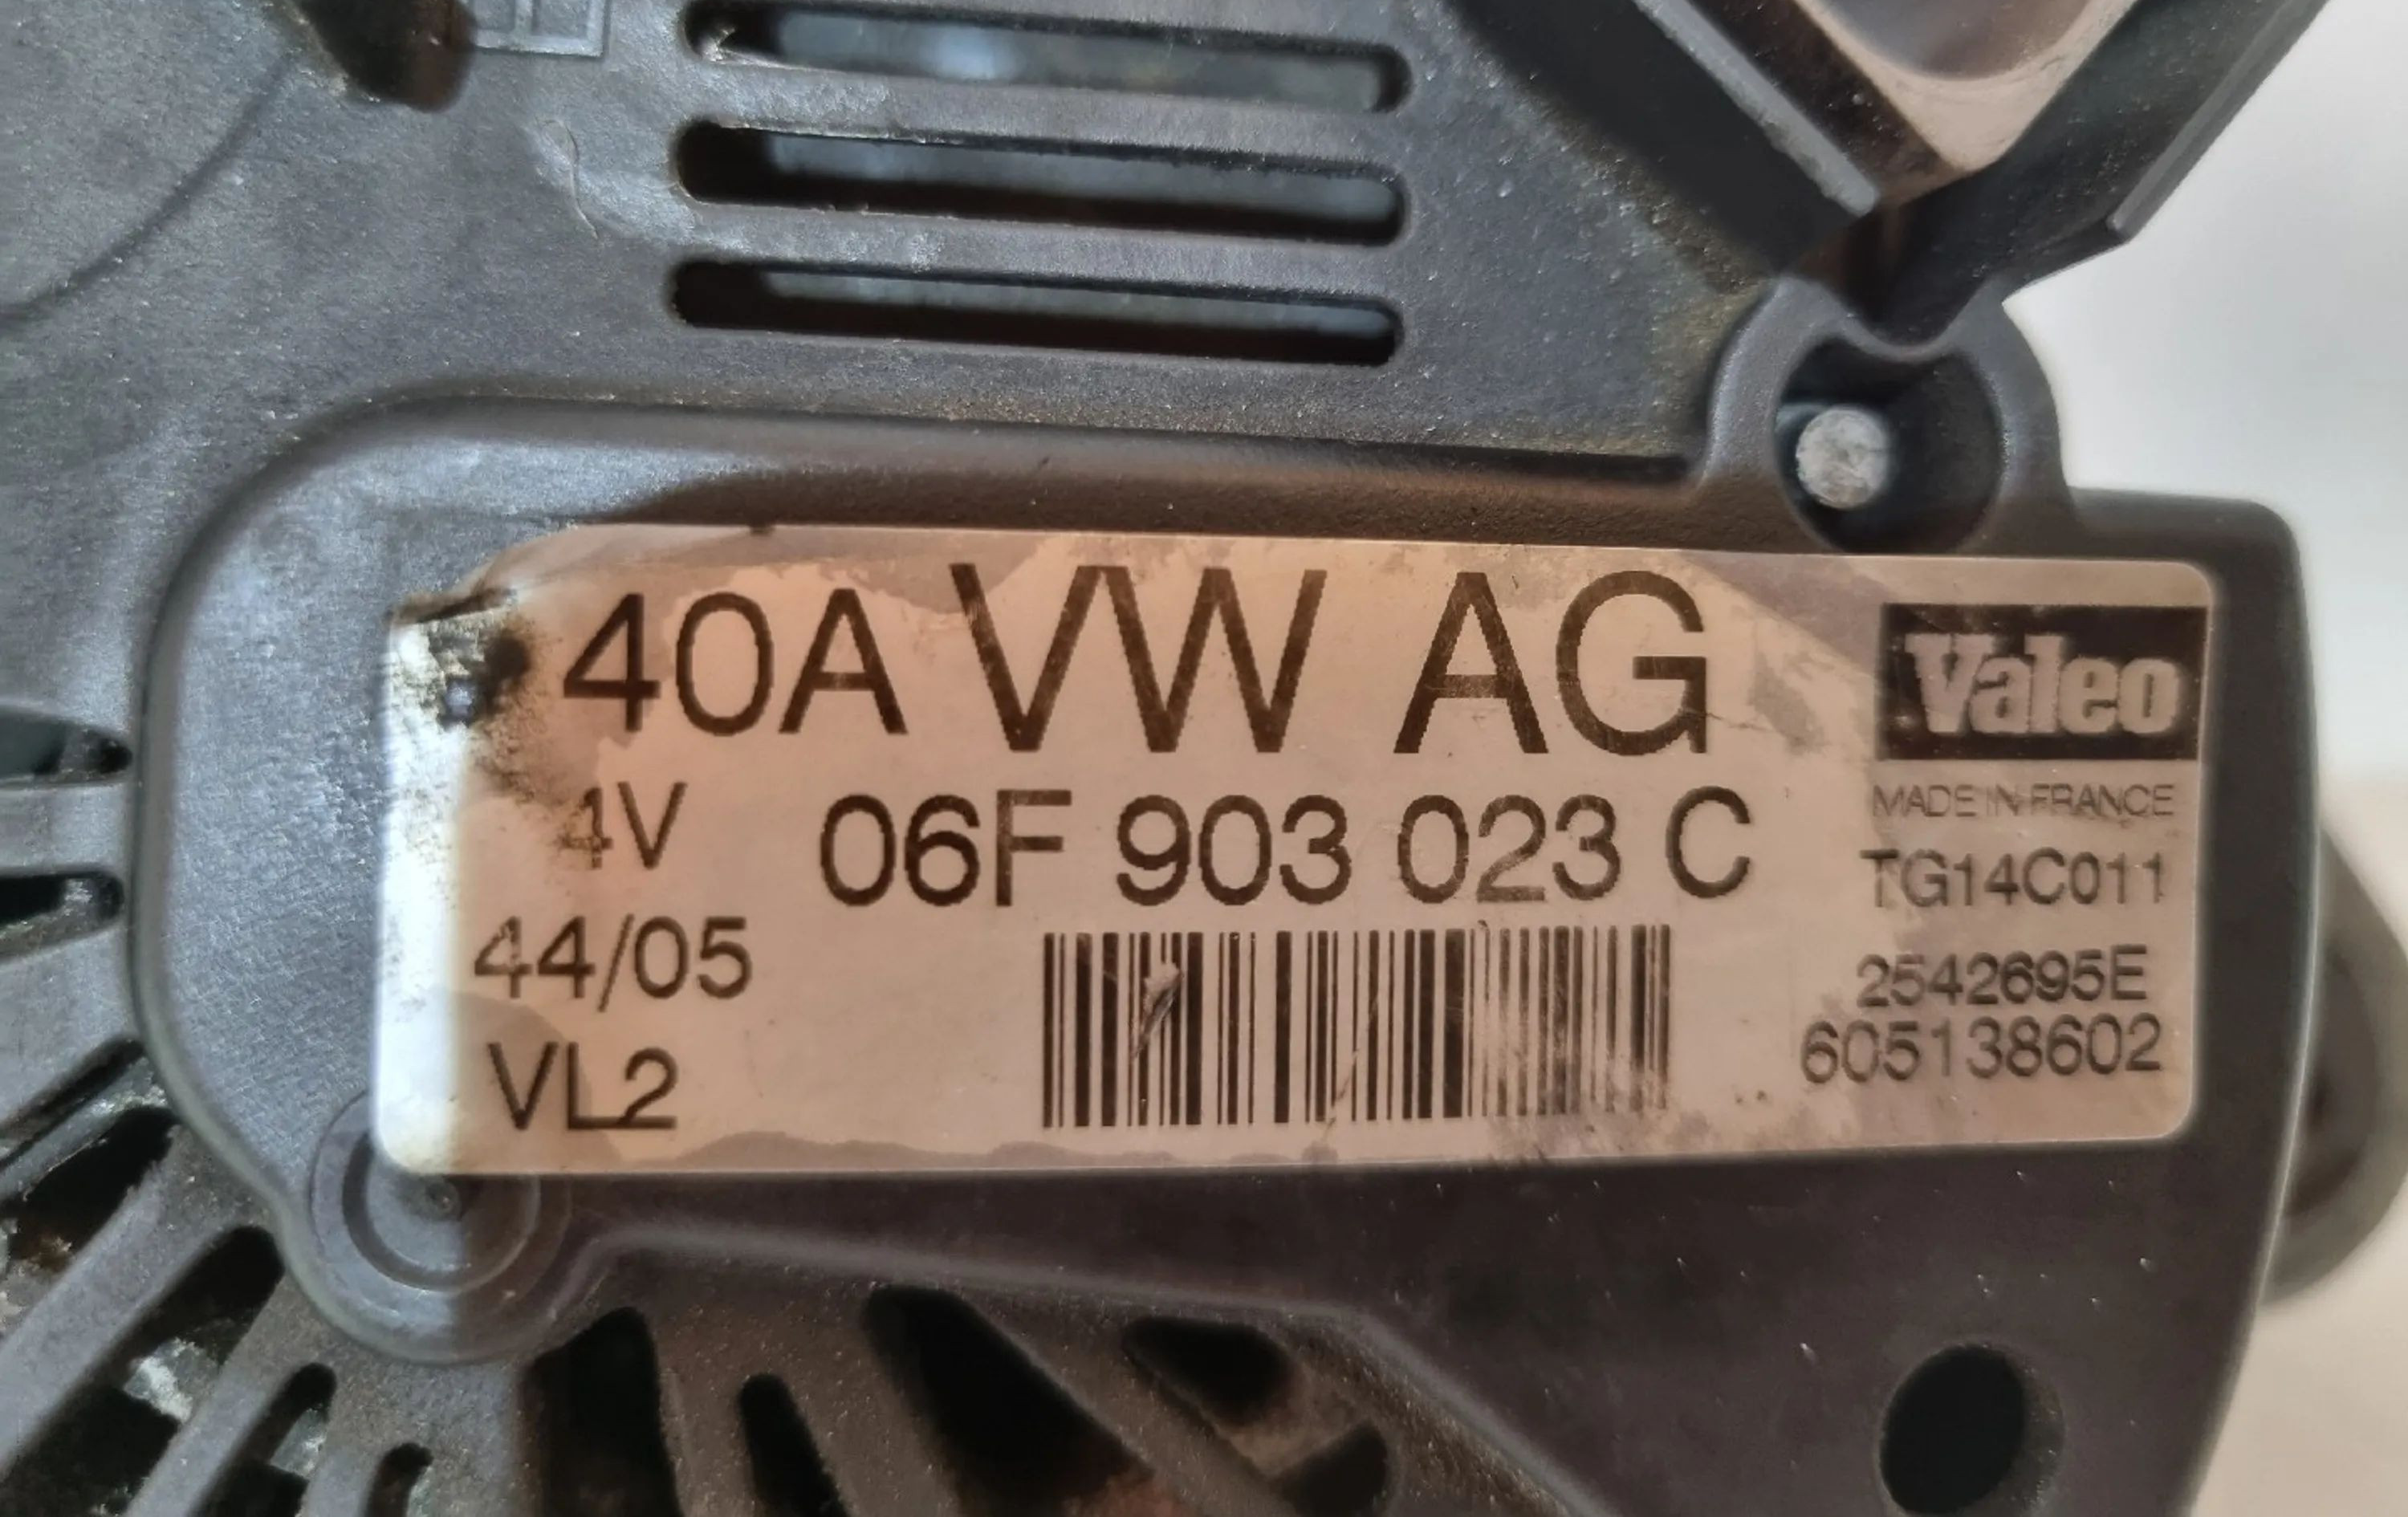 40A VW AG
Valeo
4V 06F 903 023 C
MADE IN FRANCE
TG14C011
44/05
2542695E
605138602
VL2